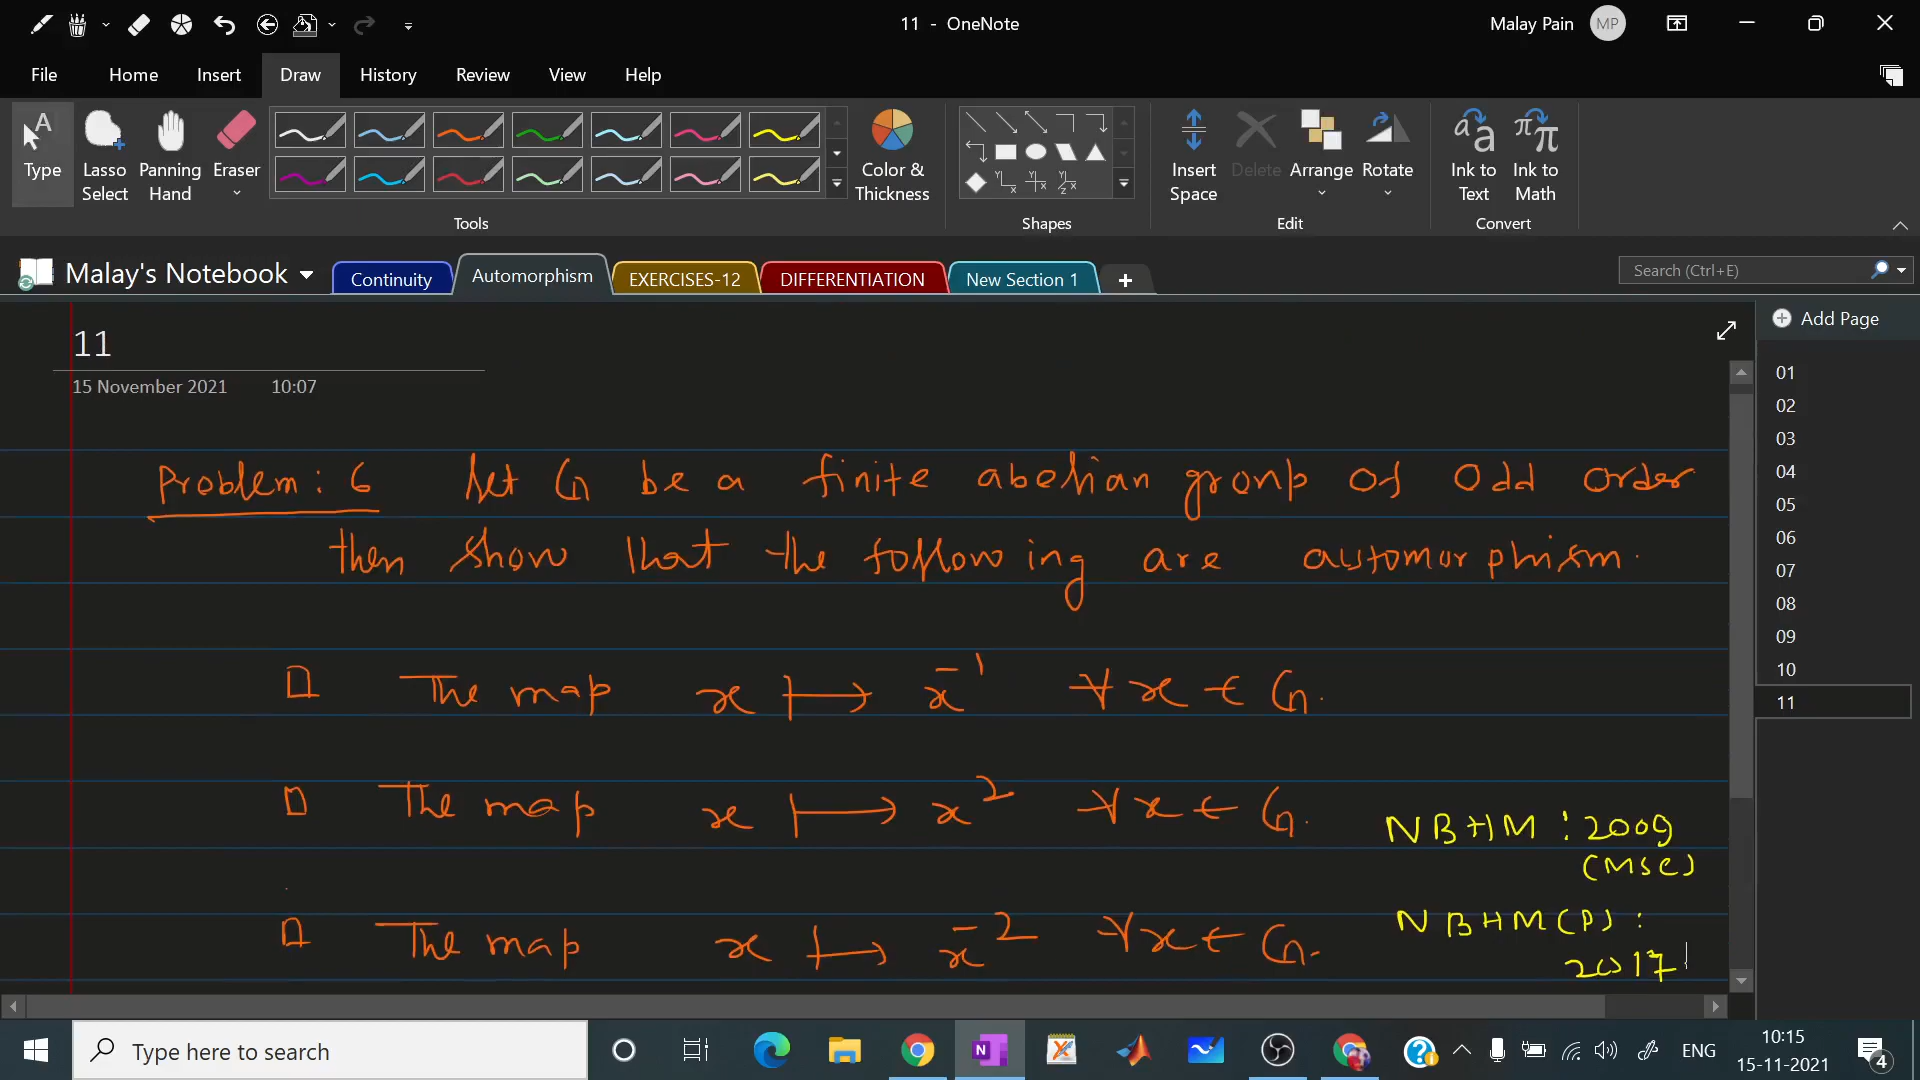 11 - OneNote
Malay Pain MP
File Home Insert Draw History Review View Help
Type
Lasso Select
Panning Hand
Eraser
Color & Thickness
Insert Space
Delete
Arrange
Rotate
Ink to Text
Ink to Math
Tools Shapes Edit Convert
Malay's Notebook Continuity Automorphism EXERCISES-12 DIFFERENTIATION New Section 1 +
Search (Ctrl+E)
Add Page
11
15 November 2021 10:07
Problem: 6 Let G be a finite abelian group of odd order
then show that the following are automorphism.
□ The map x ↦ x⁻¹ ∀ x ∈ G.
□ The map x ↦ x² ∀ x ∈ G.
NBHM : 2009
(MSC)
□ The map x ↦ x⁻² ∀ x ∈ G.
NBHM (P) :
2017
01
02
03
04
05
06
07
08
09
10
11
Type here to search
ENG
10:15
15-11-2021
4